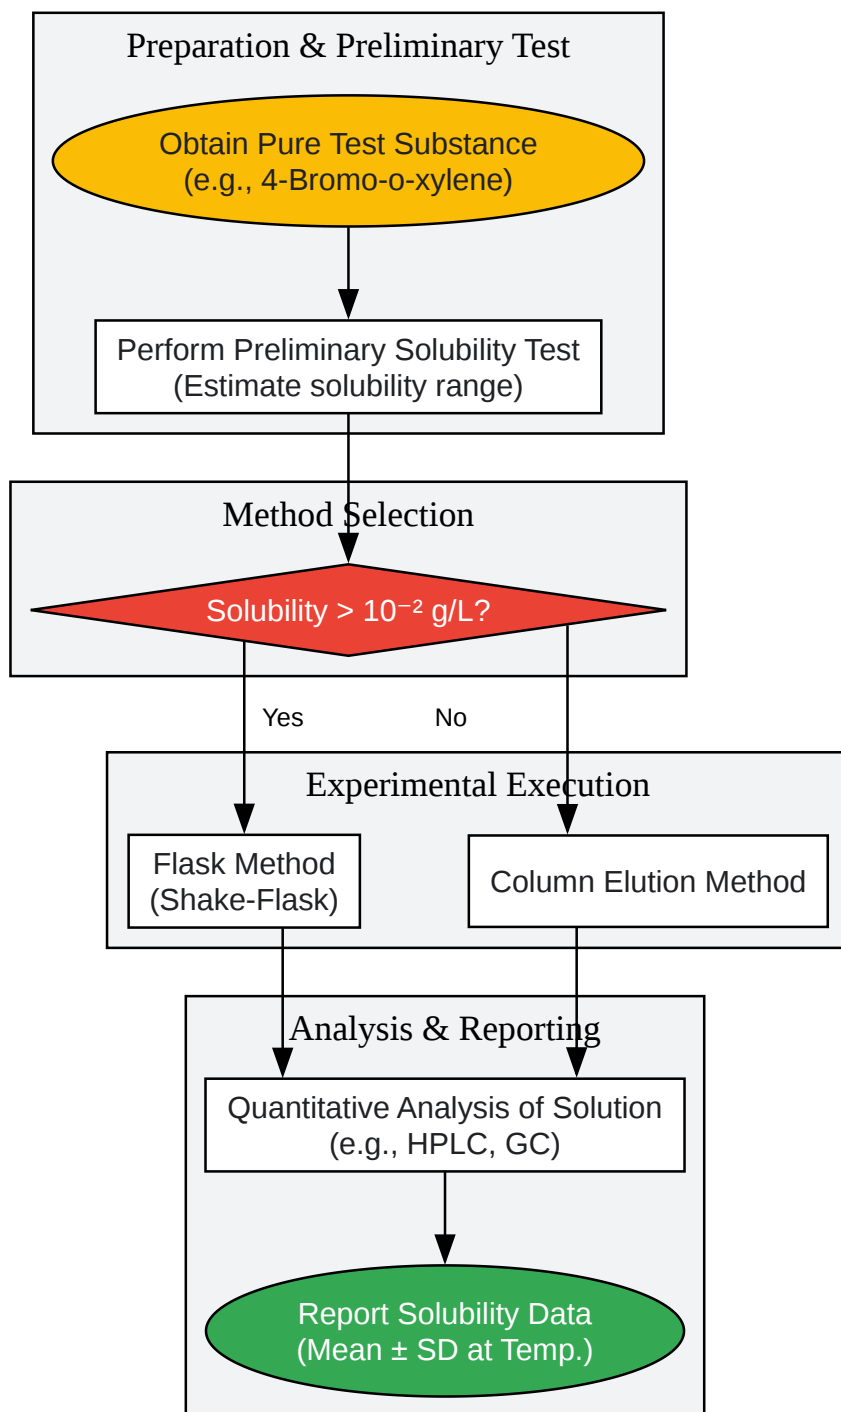 Preparation & Preliminary Test
Obtain Pure Test Substance
(e.g., 4-Bromo-o-xylene)
Perform Preliminary Solubility Test
(Estimate solubility range)
Method Selection
Solubility > 10⁻² g/L?
Yes
No
Experimental Execution
Flask Method
(Shake-Flask)
Column Elution Method
Analysis & Reporting
Quantitative Analysis of Solution
(e.g., HPLC, GC)
Report Solubility Data
(Mean ± SD at Temp.)